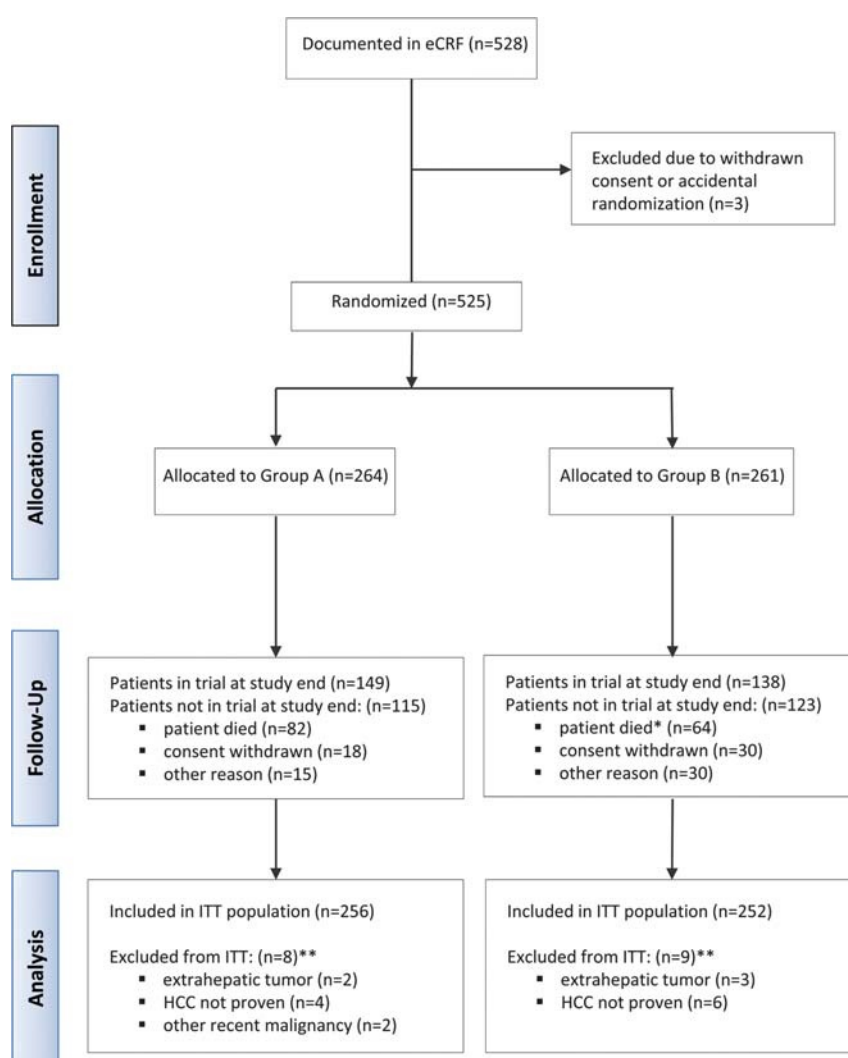 Documented in eCRF (n=528)
Enrollment
Excluded due to withdrawn
consent or accidental
randomization (n=3)
Randomized (n=525)
Allocation
Allocated to Group A (n=264)
Allocated to Group B (n=261)
Follow-Up
Patients in trial at study end (n=149)
Patients not in trial at study end: (n=115)
▪ patient died (n=82)
▪ consent withdrawn (n=18)
▪ other reason (n=15)
Patients in trial at study end (n=138)
Patients not in trial at study end: (n=123)
▪ patient died* (n=64)
▪ consent withdrawn (n=30)
▪ other reason (n=30)
Analysis
Included in ITT population (n=256)
Excluded from ITT: (n=8)**
▪ extrahepatic tumor (n=2)
▪ HCC not proven (n=4)
▪ other recent malignancy (n=2)
Included in ITT population (n=252)
Excluded from ITT: (n=9)**
▪ extrahepatic tumor (n=3)
▪ HCC not proven (n=6)